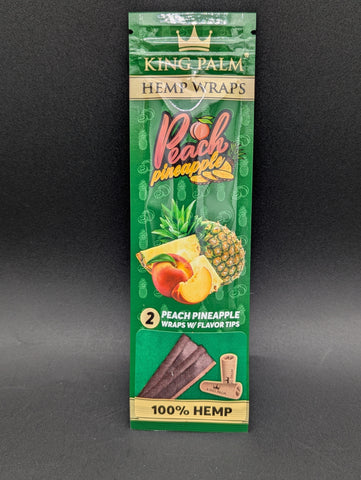 KING PALM®
HEMP WRAPS
Peach
pineapple
2 PEACH PINEAPPLE
WRAPS W/ FLAVOR TIPS
100% HEMP